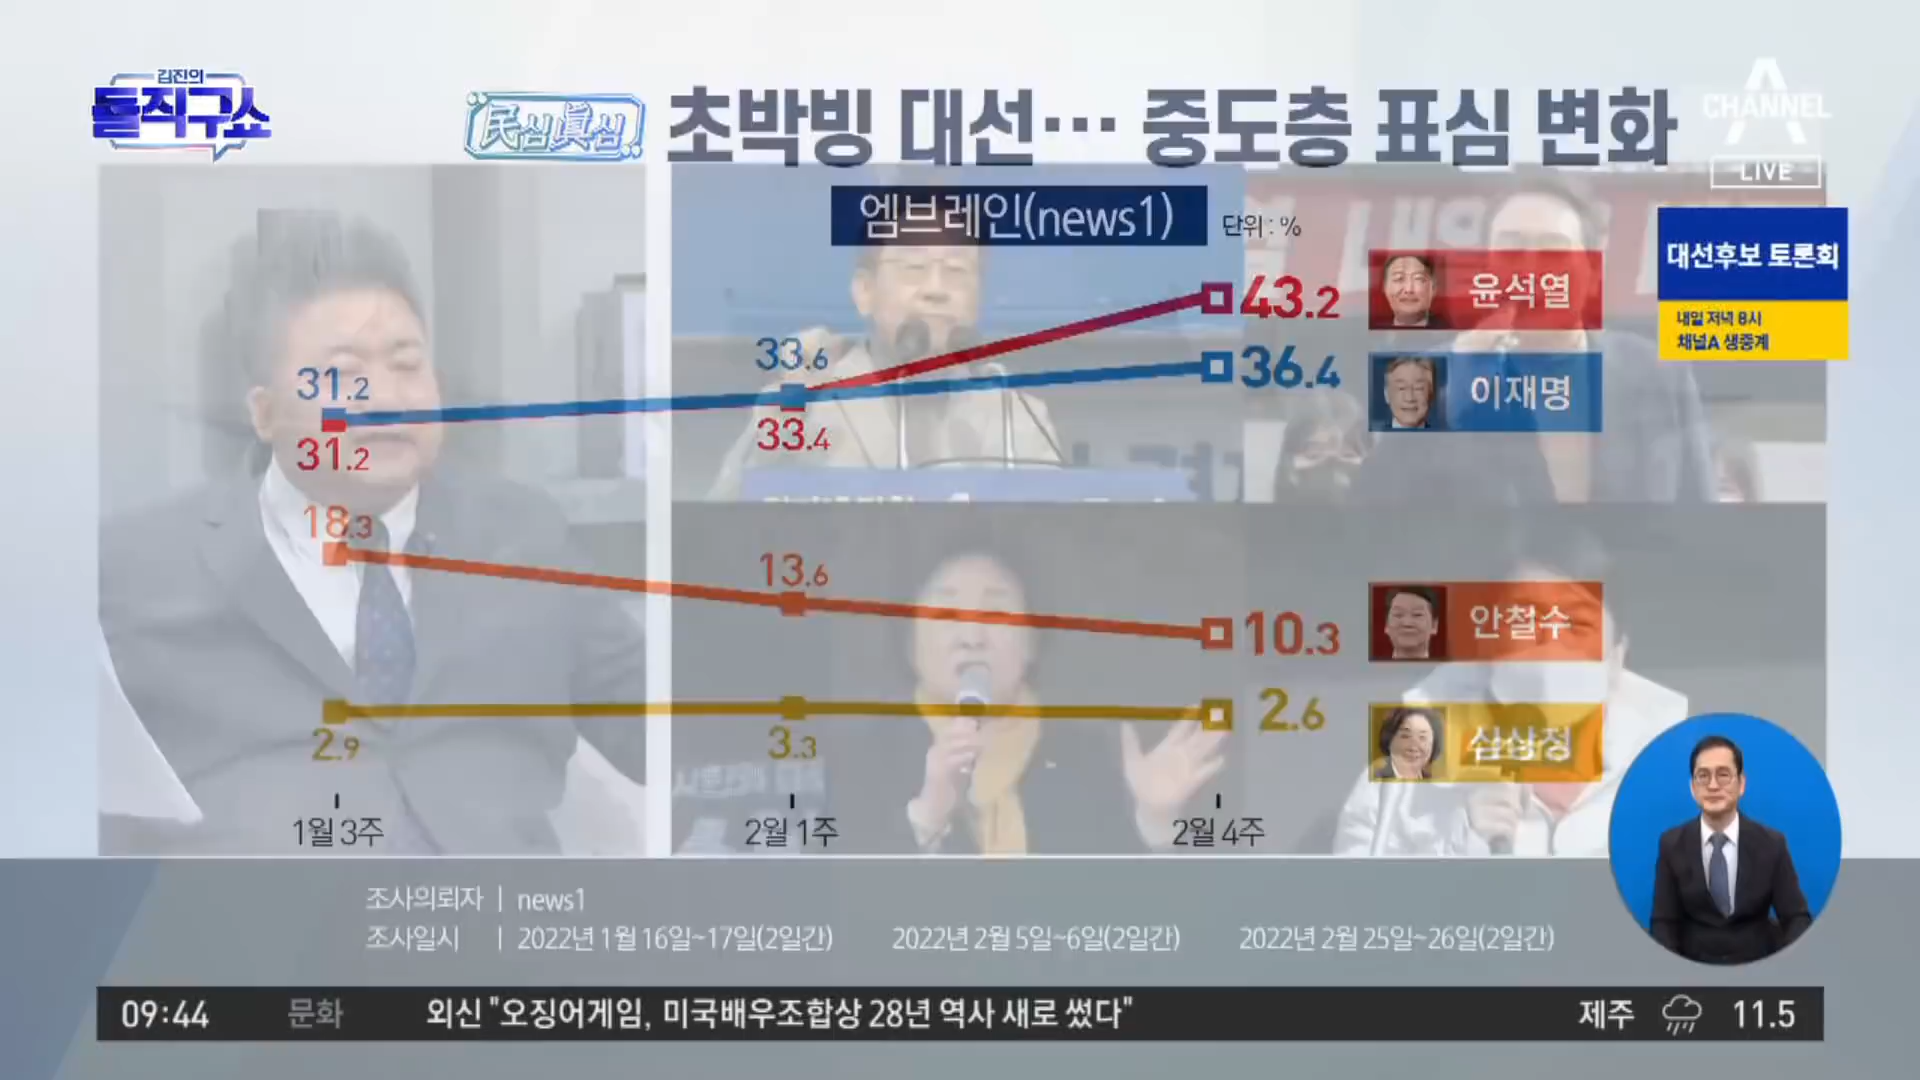 김진의
돌직구쇼
"民심眞심"
초박빙 대선… 중도층 표심 변화
CHANNEL A
LIVE
엠브레인(news1)
단위 : %
대선후보 토론회
내일 저녁 8시
채널A 생중계
43.2
윤석열
33.6
36.4
이재명
31.2
33.4
31.2
18.3
13.6
10.3
안철수
2.6
심상정
2.9
3.3
1월 3주
2월 1주
2월 4주
조사의뢰자 | news1
조사일시 | 2022년 1월 16일~17일(2일간) 2022년 2월 5일~6일(2일간) 2022년 2월 25일~26일(2일간)
09:44 문화 외신 "오징어게임, 미국배우조합상 28년 역사 새로 썼다" 제주 11.5